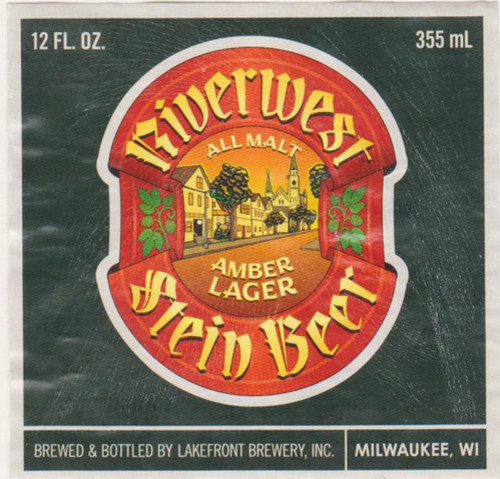 12 FL. OZ.
355 mL
Riverwest
ALL MALT
AMBER
LAGER
Stein Beer
BREWED & BOTTLED BY LAKEFRONT BREWERY, INC.
MILWAUKEE, WI